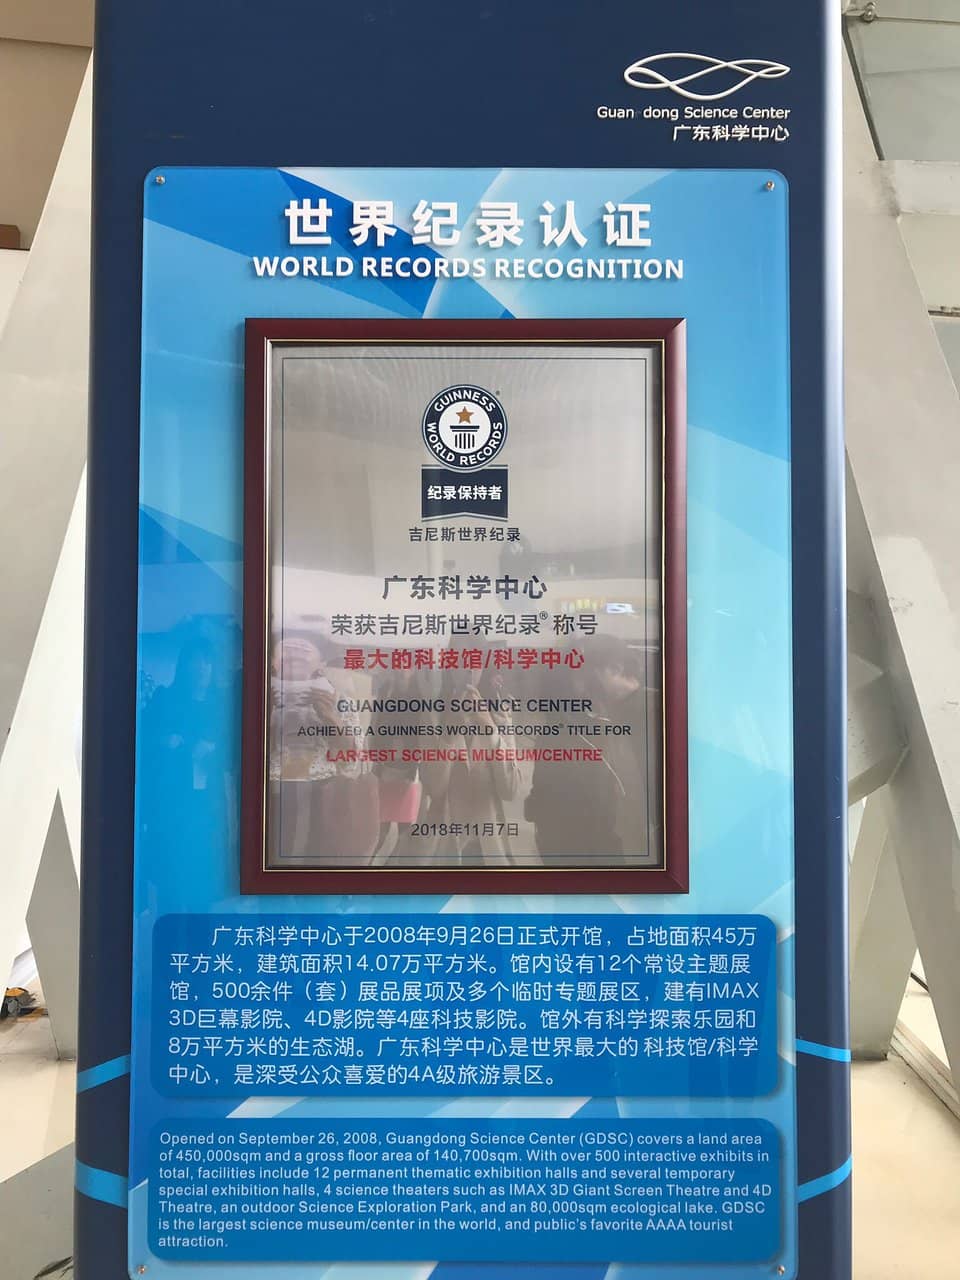 Guan dong Science Center
广东科学中心
世界纪录认证
WORLD RECORDS RECOGNITION
GUINNESS WORLD RECORDS
纪录保持者
吉尼斯世界纪录
广东科学中心
荣获吉尼斯世界纪录®称号
最大的科技馆/科学中心
GUANGDONG SCIENCE CENTER
ACHIEVED A GUINNESS WORLD RECORDS® TITLE FOR
LARGEST SCIENCE MUSEUM/CENTRE
2018年11月7日
广东科学中心于2008年9月26日正式开馆，占地面积45万
平方米，建筑面积14.07万平方米。馆内设有12个常设主题展
馆，500余件（套）展品展项及多个临时专题展区，建有IMAX
3D巨幕影院、4D影院等4座科技影院。馆外有科学探索乐园和
8万平方米的生态湖。广东科学中心是世界最大的 科技馆/科学
中心，是深受公众喜爱的4A级旅游景区。
Opened on September 26, 2008, Guangdong Science Center (GDSC) covers a land area
of 450,000sqm and a gross floor area of 140,700sqm. With over 500 interactive exhibits in
total, facilities include 12 permanent thematic exhibition halls and several temporary
special exhibition halls, 4 science theaters such as IMAX 3D Giant Screen Theatre and 4D
Theatre, an outdoor Science Exploration Park, and an 80,000sqm ecological lake. GDSC
is the largest science museum/center in the world, and public's favorite AAAA tourist
attraction.